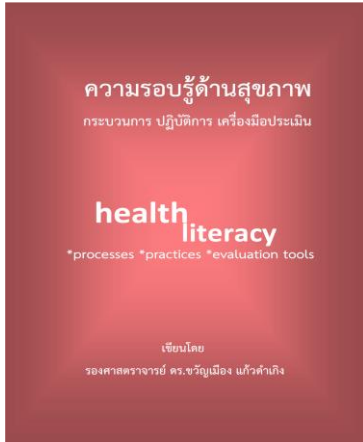 ความรอบรู้ด้านสุขภาพ
กระบวนการ ปฏิบัติการ เครื่องมือประเมิน
health
literacy
*processes *practices *evaluation tools
เขียนโดย
รองศาสตราจารย์ ดร.ขวัญเมือง แก้วดำเกิง